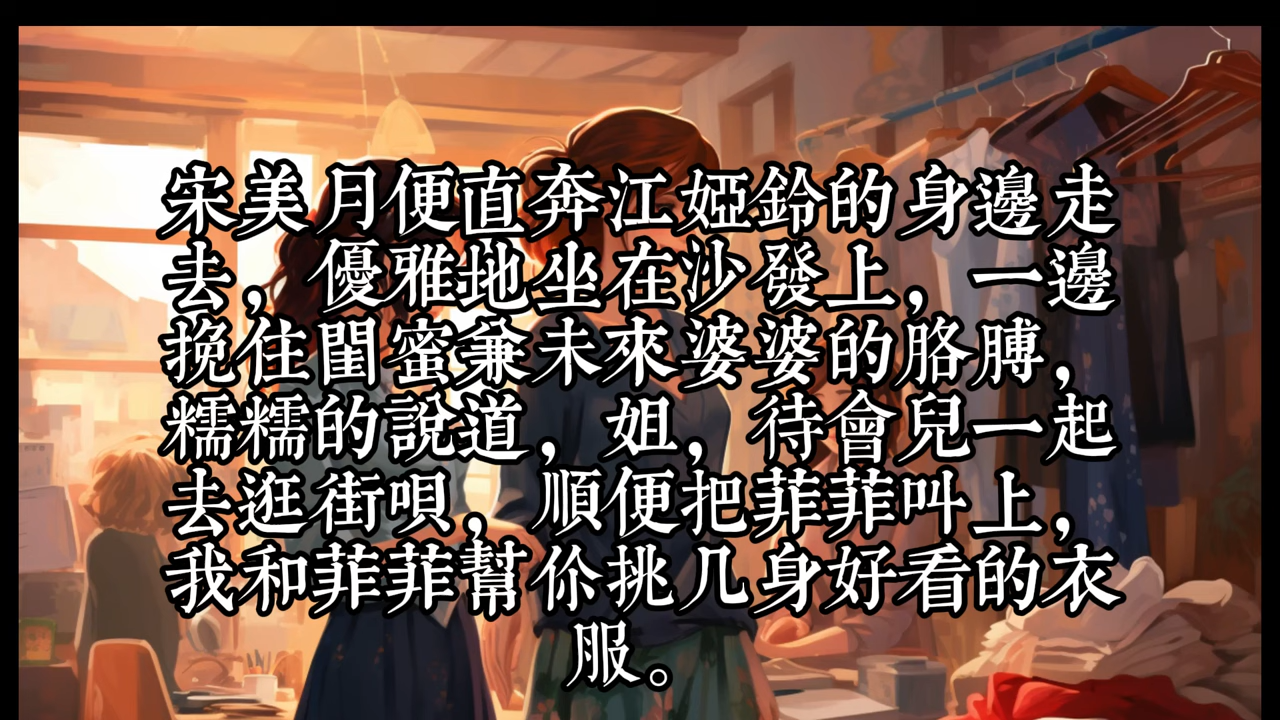 宋美月便直奔江婭鈴的身邊走
去，優雅地坐在沙發上，一邊
挽住閨蜜兼未來婆婆的胳膊，
糯糯的說道，姐，待會兒一起
去逛街唄，順便把菲菲叫上，
我和菲菲幫你挑几身好看的衣
服。